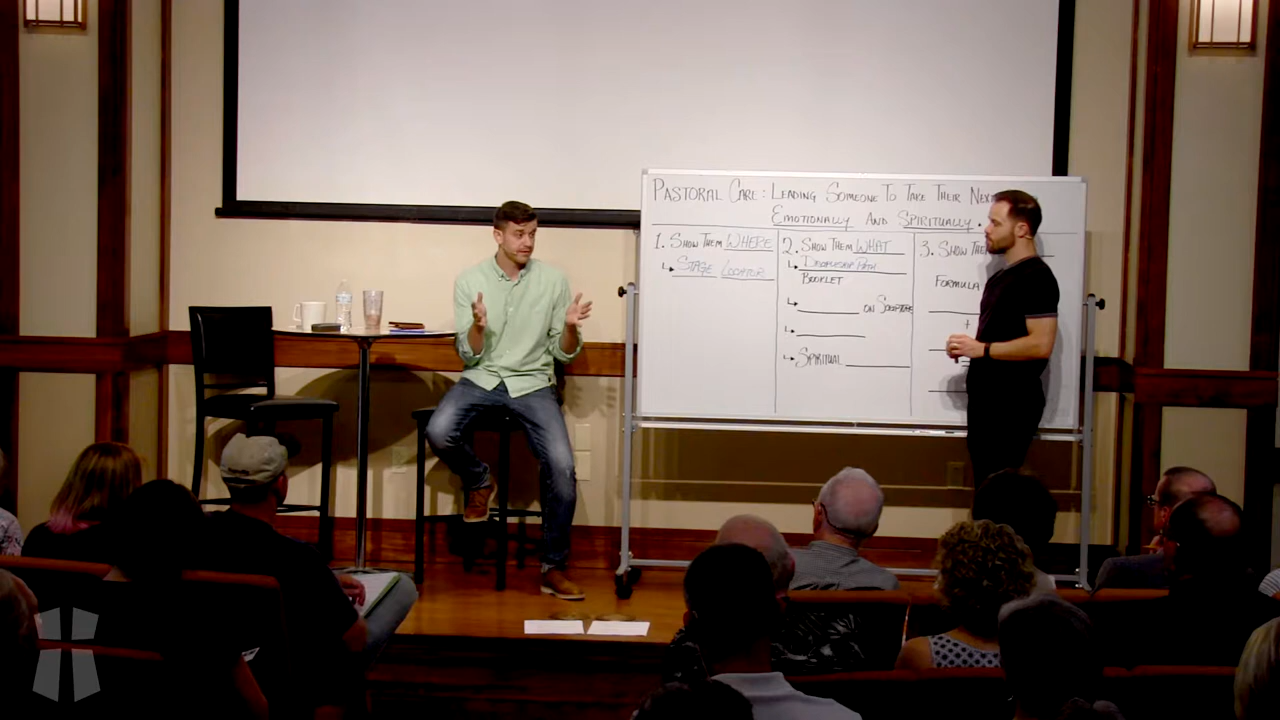 PASTORAL CARE: LEADING SOMEONE TO TAKE THEIR NEXT
EMOTIONALLY AND SPIRITUALLY.
1. SHOW THEM WHERE
STAGE LOCATOR
2. SHOW THEM WHAT
DISCIPLESHIP PATH
BOOKLET
ON SCRIPTURE
SPIRITUAL
3. SHOW THE
FORMULA
+